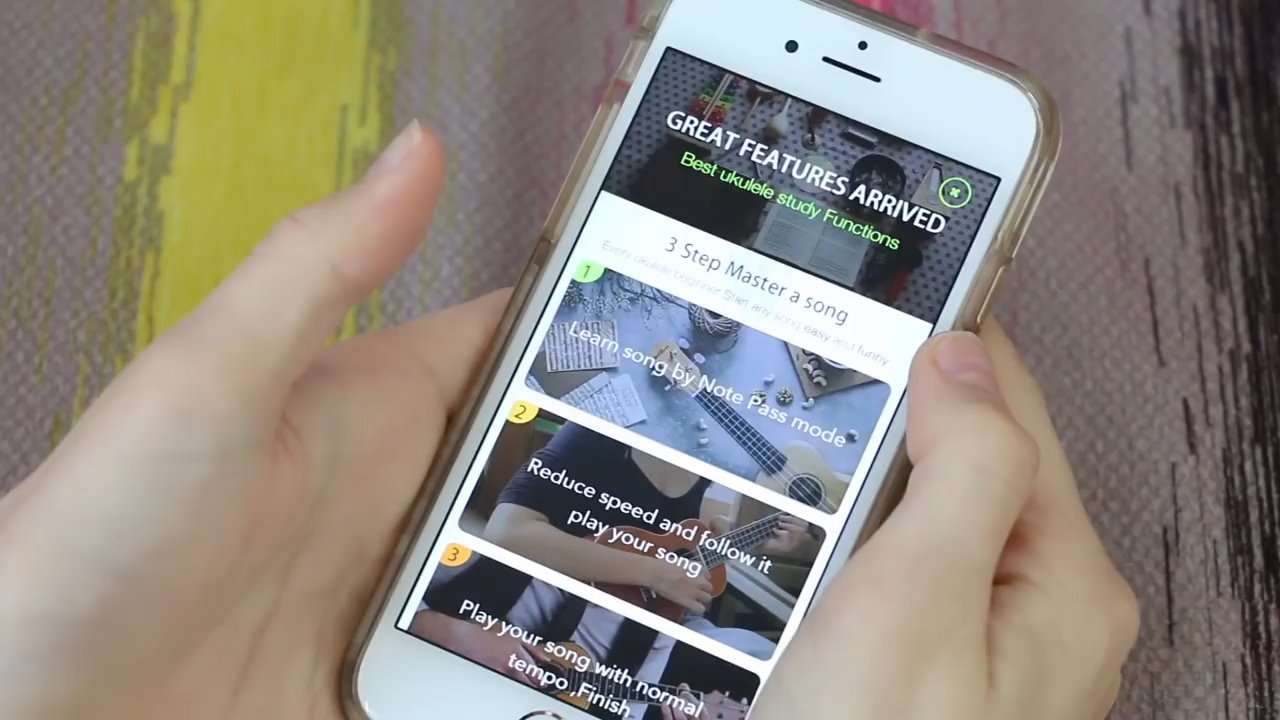 GREAT FEATURES ARRIVED
Best ukulele study Functions
3 Step Master a song
Every ukulele beginner Start any song easy and funny
1
Learn song by Note Pass mode
2
Reduce speed and follow it
play your song
3
Play your song with normal
tempo .Finish